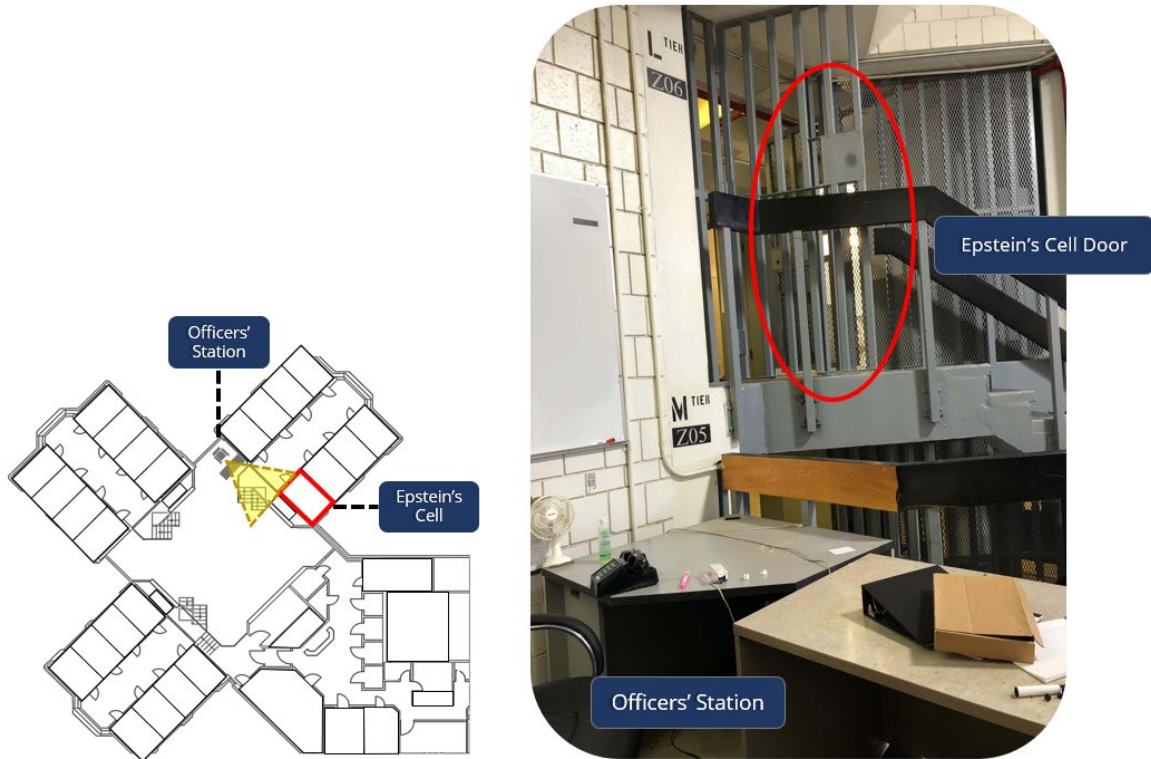 Officers'
Station
Epstein's
Cell
L TIER
Z06
Epstein's Cell Door
M TIER
Z05
Officers' Station